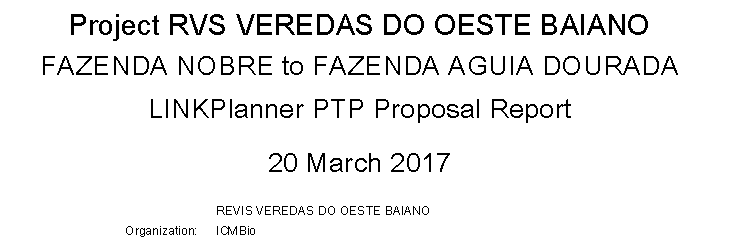 Project RVS VEREDAS DO OESTE BAIANO
FAZENDA NOBRE to FAZENDA AGUIA DOURADA
LINKPlanner PTP Proposal Report
20 March 2017
REVIS VEREDAS DO OESTE BAIANO
Organization: ICMBio